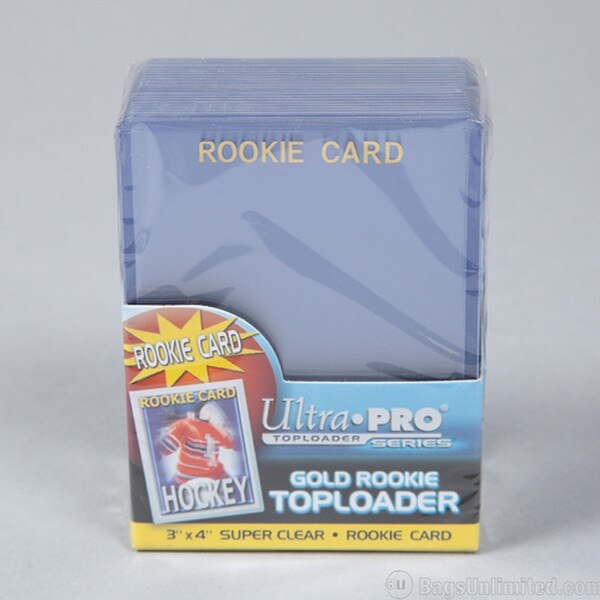 ROOKIE CARD
ROOKIE CARD
ROOKIE CARD
HOCKEY
Ultra•PRO®
TOPLOADER SERIES
GOLD ROOKIE
TOPLOADER
3" x 4" SUPER CLEAR • ROOKIE CARD
BU BagsUnlimited.com